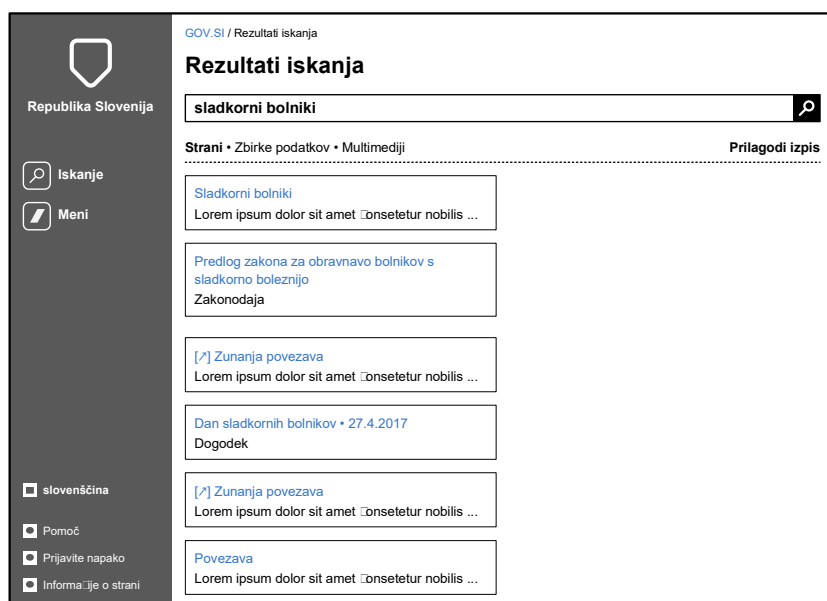 Republika Slovenija
Iskanje
Meni
slovenščina
Pomoč
Prijavite napako
Informa□ije o strani
GOV.SI / Rezultati iskanja
Rezultati iskanja
sladkorni bolniki
Strani • Zbirke podatkov • Multimediji
Prilagodi izpis
Sladkorni bolniki
Lorem ipsum dolor sit amet □onsetetur nobilis ...
Predlog zakona za obravnavo bolnikov s
sladkorno boleznijo
Zakonodaja
[↗] Zunanja povezava
Lorem ipsum dolor sit amet □onsetetur nobilis ...
Dan sladkornih bolnikov • 27.4.2017
Dogodek
[↗] Zunanja povezava
Lorem ipsum dolor sit amet □onsetetur nobilis ...
Povezava
Lorem ipsum dolor sit amet □onsetetur nobilis ...